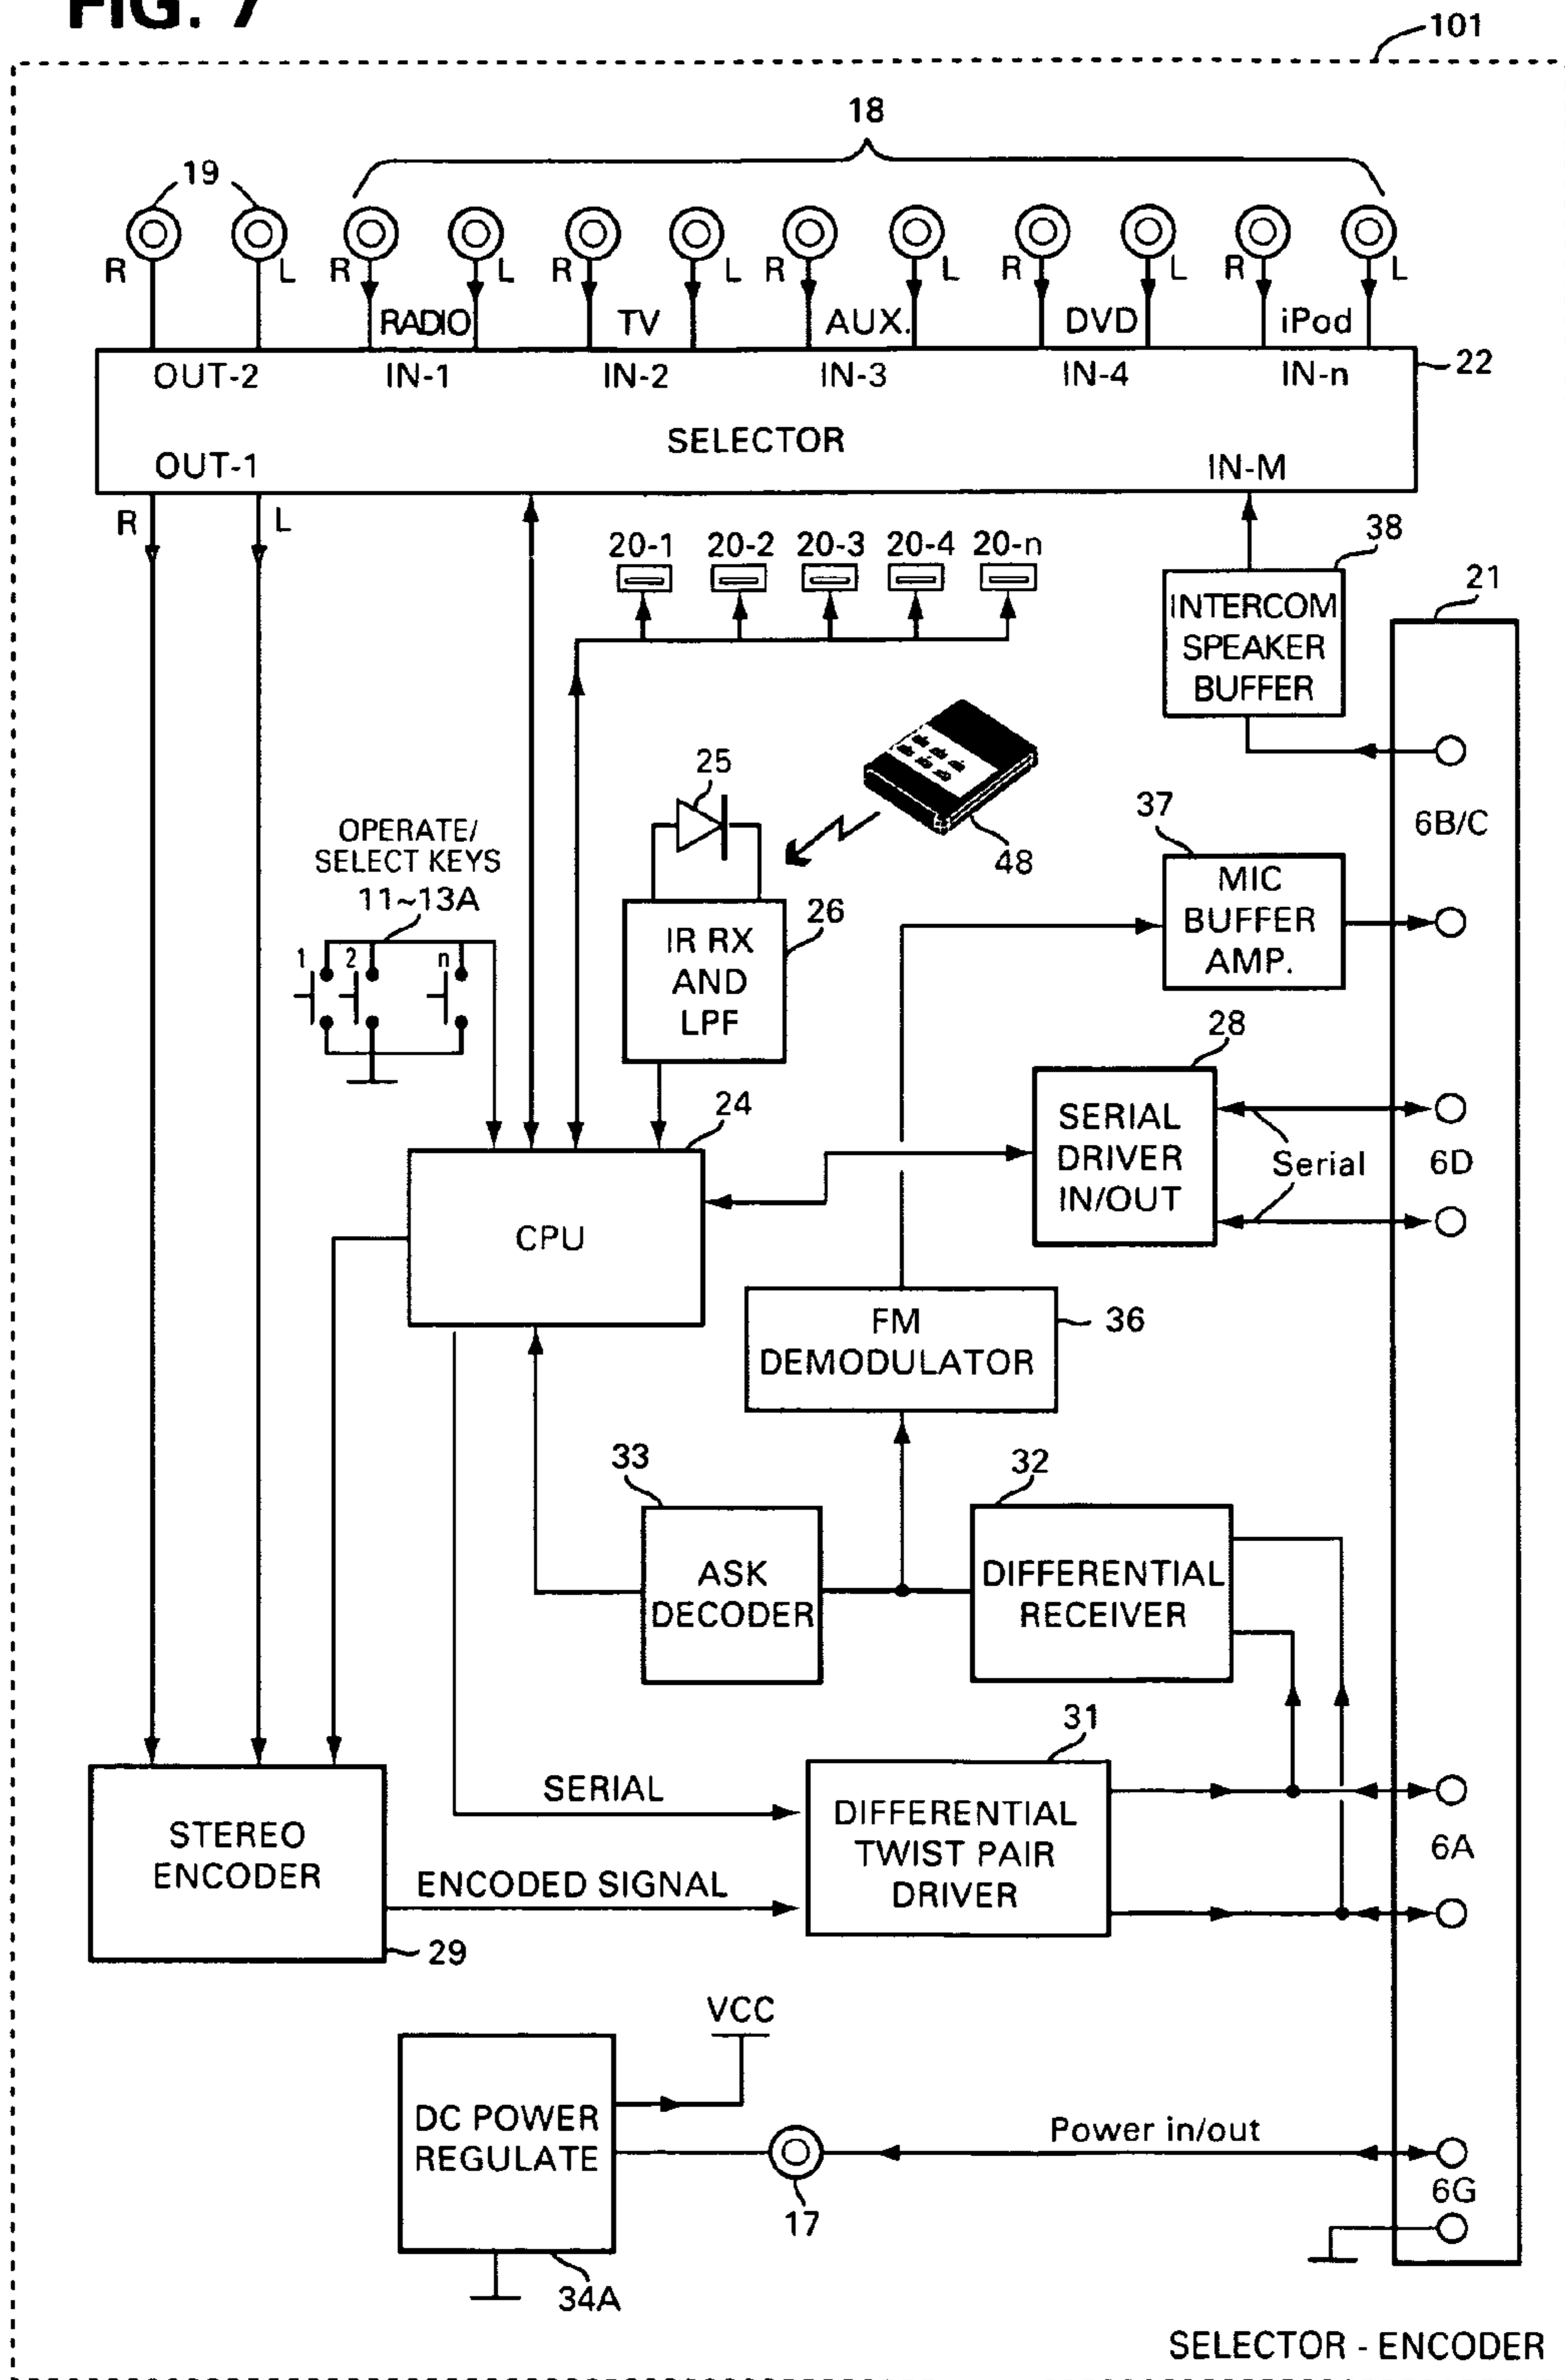 FIG. 7
101
18
19
R L R L R L R L R L R L
RADIO TV AUX. DVD iPod
OUT-2 IN-1 IN-2 IN-3 IN-4 IN-n
22
SELECTOR
OUT-1 IN-M
R L
20-1 20-2 20-3 20-4 20-n
38
21
INTERCOM
SPEAKER
BUFFER
25
48
6B/C
OPERATE/
SELECT KEYS
11~13A
1 2 n
37
MIC
BUFFER
AMP.
26
IR RX
AND
LPF
28
SERIAL
DRIVER
IN/OUT
Serial
6D
24
CPU
FM
DEMODULATOR
36
33
ASK
DECODER
32
DIFFERENTIAL
RECEIVER
31
SERIAL
DIFFERENTIAL
TWIST PAIR
DRIVER
6A
STEREO
ENCODER
ENCODED SIGNAL
29
VCC
DC POWER
REGULATE
Power in/out
17
6G
34A
SELECTOR - ENCODER